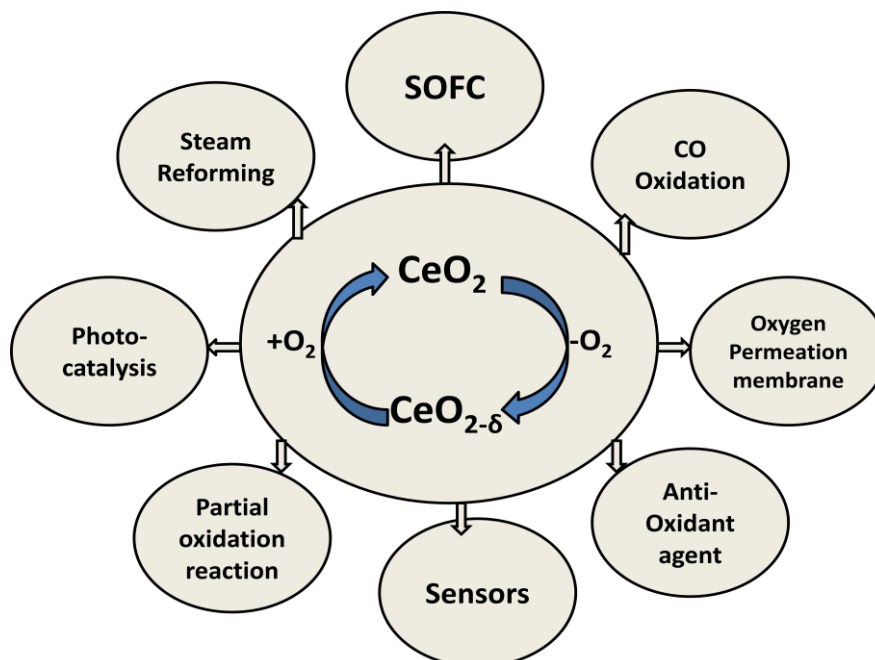 SOFC
Steam
Reforming
CO
Oxidation
CeO₂
+O₂
-O₂
CeO₂₋δ
Photo-
catalysis
Oxygen
Permeation
membrane
Partial
oxidation
reaction
Anti-
Oxidant
agent
Sensors